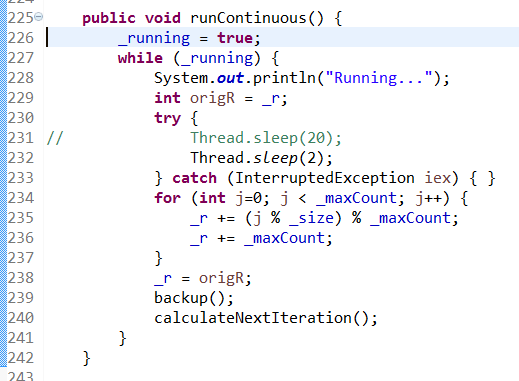 225    public void runContinuous() {
226        _running = true;
227        while (_running) {
228            System.out.println("Running...");
229            int origR = _r;
230            try {
231 //             Thread.sleep(20);
232                Thread.sleep(2);
233            } catch (InterruptedException iex) { }
234            for (int j=0; j < _maxCount; j++) {
235                _r += (j % _size) % _maxCount;
236                _r += _maxCount;
237            }
238            _r = origR;
239            backup();
240            calculateNextIteration();
241        }
242    }
243